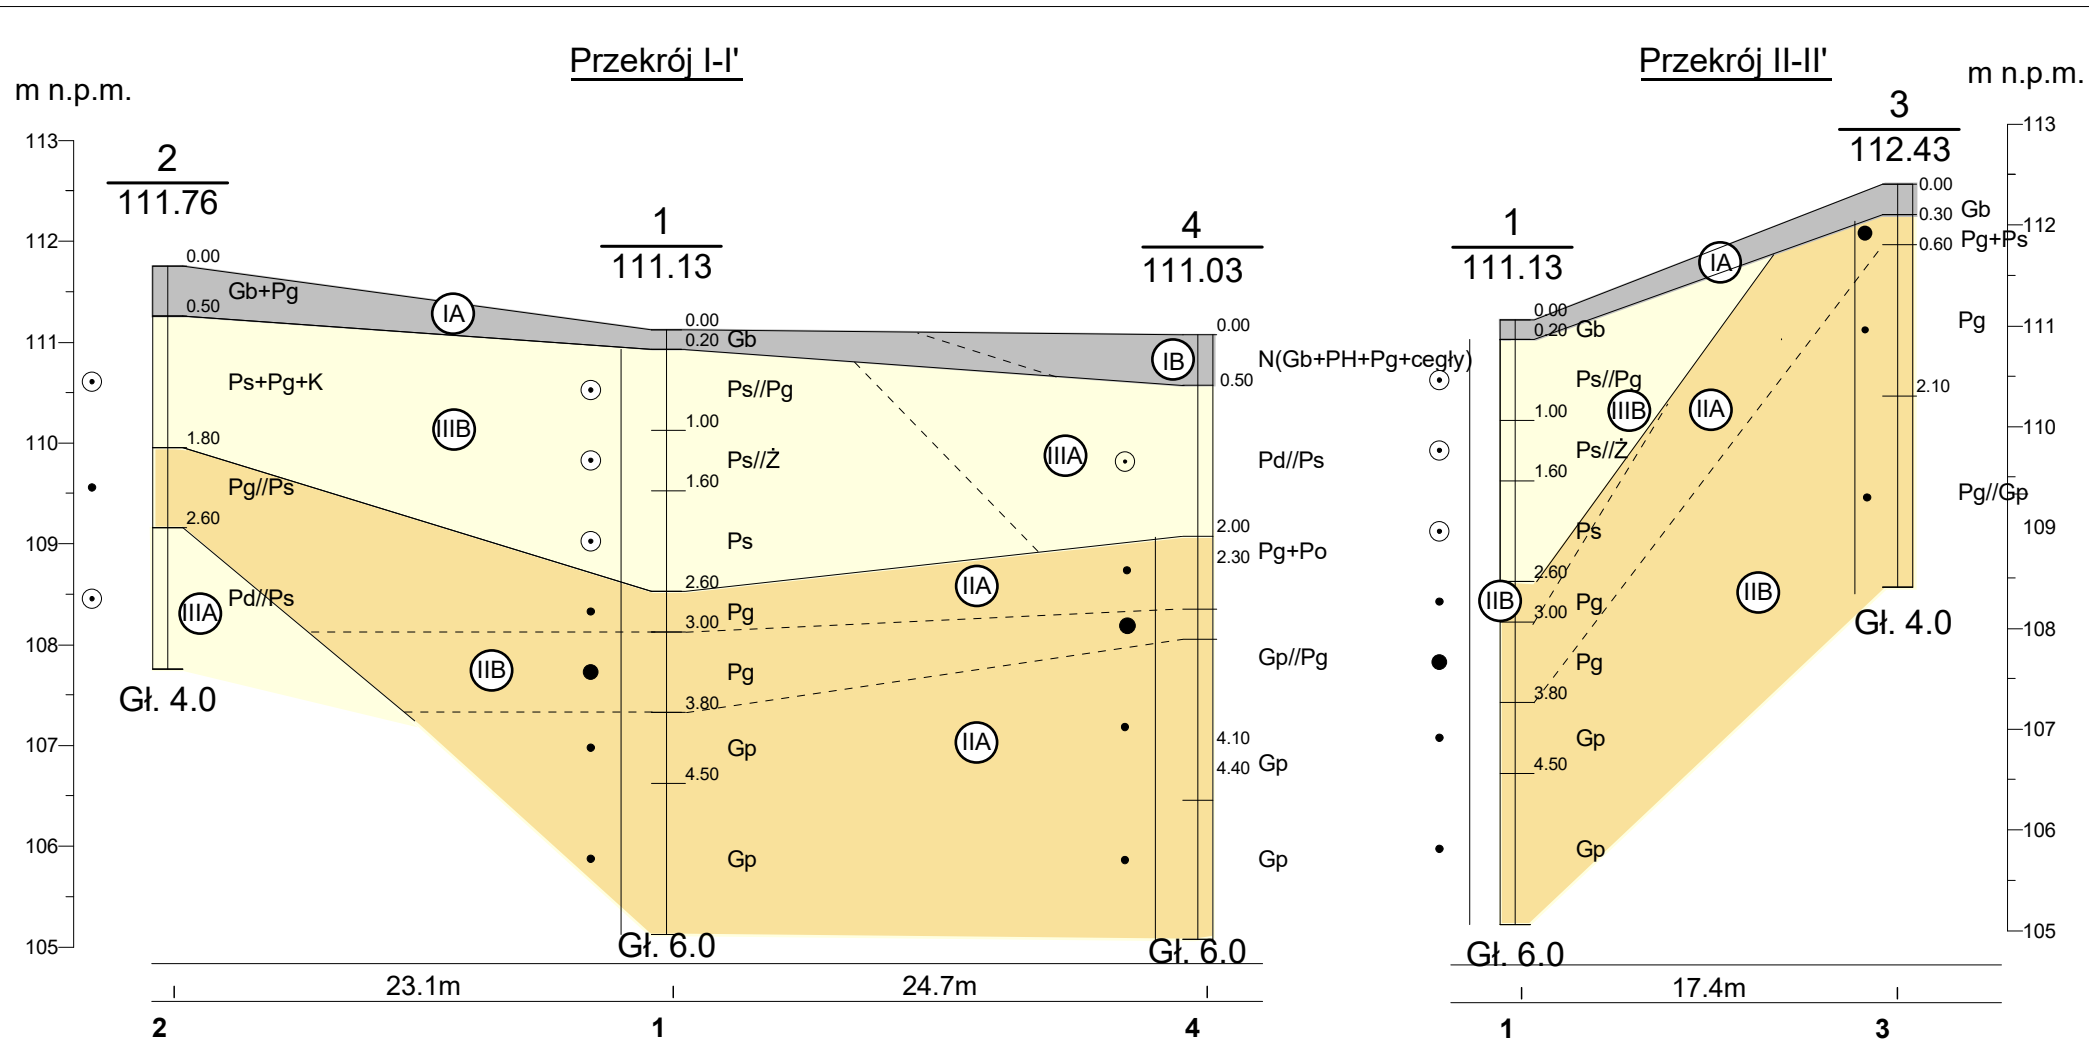 Przekrój I-I'
m n.p.m.
113
112
111
110
109
108
107
106
105
2
111.76
0.00
Gb+Pg
0.50
Ps+Pg+K
1.80
Pg//Ps
2.60
Pd//Ps
IIIA
Gł. 4.0
IA
IIIB
IIB
1
111.13
0.00
Gb
0.20
Ps//Pg
1.00
Ps//Ż
1.60
Ps
2.60
Pg
3.00
Pg
3.80
Gp
4.50
Gp
Gł. 6.0
IIIA
IIA
IIA
4
111.03
0.00
IB
N(Gb+PH+Pg+cegły)
0.50
Pd//Ps
2.00
Pg+Po
2.30
Gp//Pg
4.10
4.40
Gp
Gp
Gł. 6.0
23.1m
24.7m
2
1
4
Przekrój II-II'
m n.p.m.
113
112
111
110
109
108
107
106
105
1
111.13
0.00
0.20
Gb
Ps//Pg
1.00
Ps//Ż
1.60
Ps
2.60
Pg
3.00
Pg
3.80
Gp
4.50
Gp
Gł. 6.0
IA
IIIB
IIA
IIB
IIB
3
112.43
0.00
0.30
Gb
0.60
Pg+Ps
Pg
2.10
Pg//Gp
Gł. 4.0
17.4m
1
3